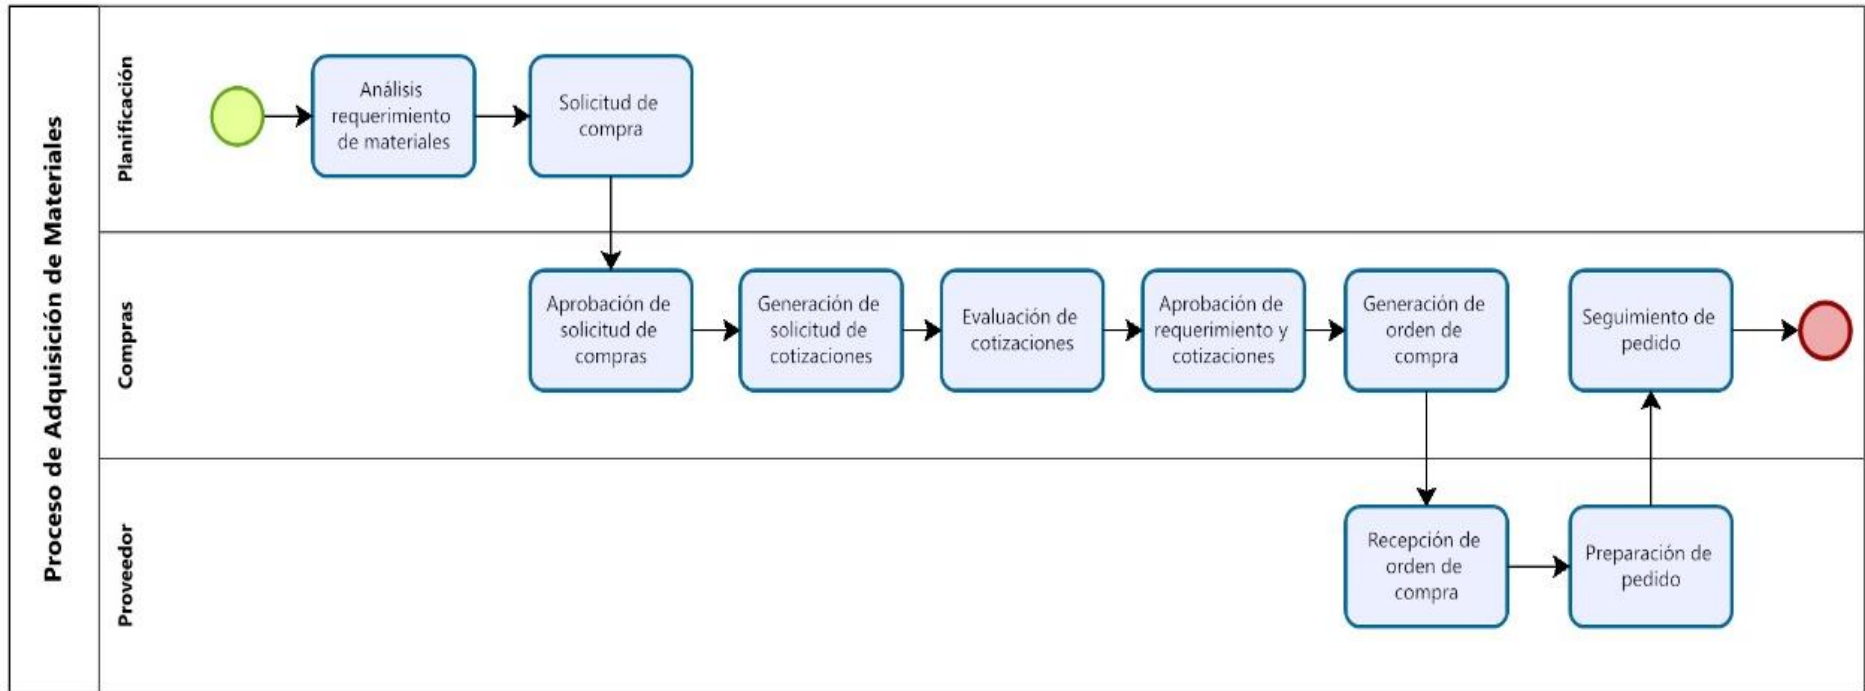 Proceso de Adquisición de Materiales
Planificación
Análisis
requerimiento
de materiales
Solicitud de
compra
Compras
Aprobación de
solicitud de
compras
Generación de
solicitud de
cotizaciones
Evaluación de
cotizaciones
Aprobación de
requerimiento y
cotizaciones
Generación de
orden de
compra
Seguimiento de
pedido
Proveedor
Recepción de
orden de
compra
Preparación de
pedido